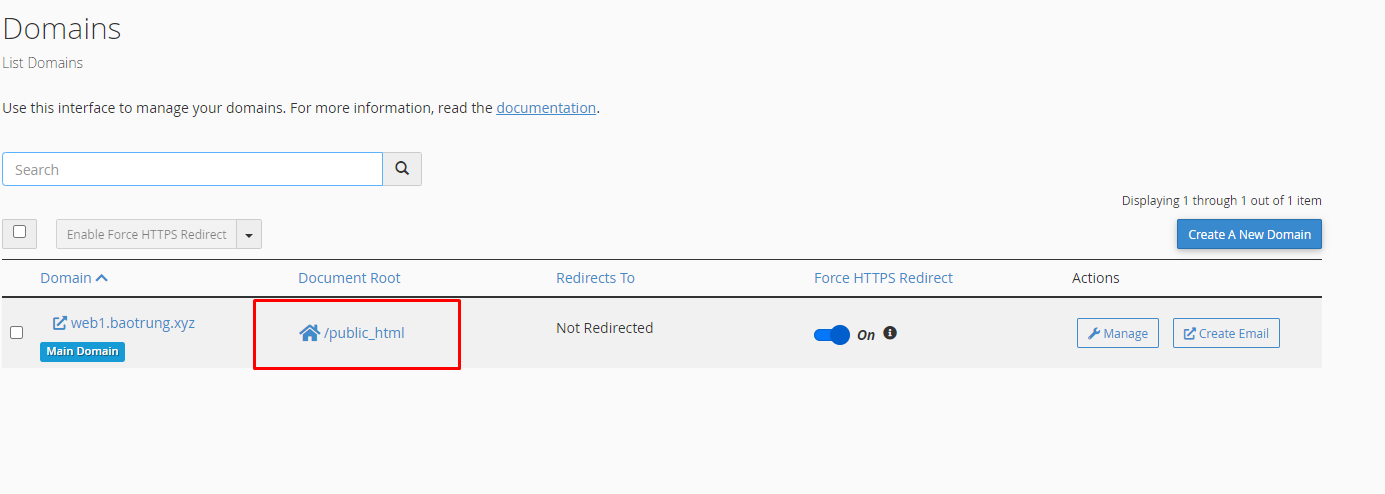 Domains
List Domains
Use this interface to manage your domains. For more information, read the documentation.
Search
Displaying 1 through 1 out of 1 item
Enable Force HTTPS Redirect
Create A New Domain
Domain Document Root Redirects To Force HTTPS Redirect Actions
web1.baotrung.xyz /public_html Not Redirected On Manage Create Email
Main Domain